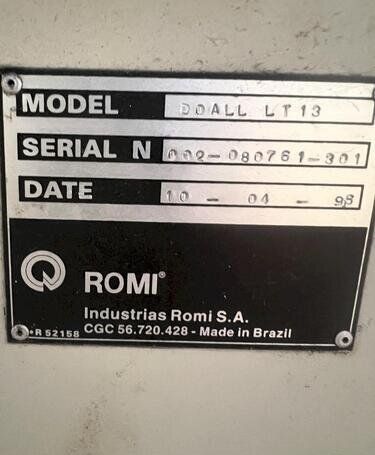 MODEL DOALL LT13
SERIAL N 002-080761-301
DATE 10 - 04 - 98
ROMI®
Industrias Romi S.A.
CGC 56.720.428 - Made in Brazil
•R 52158